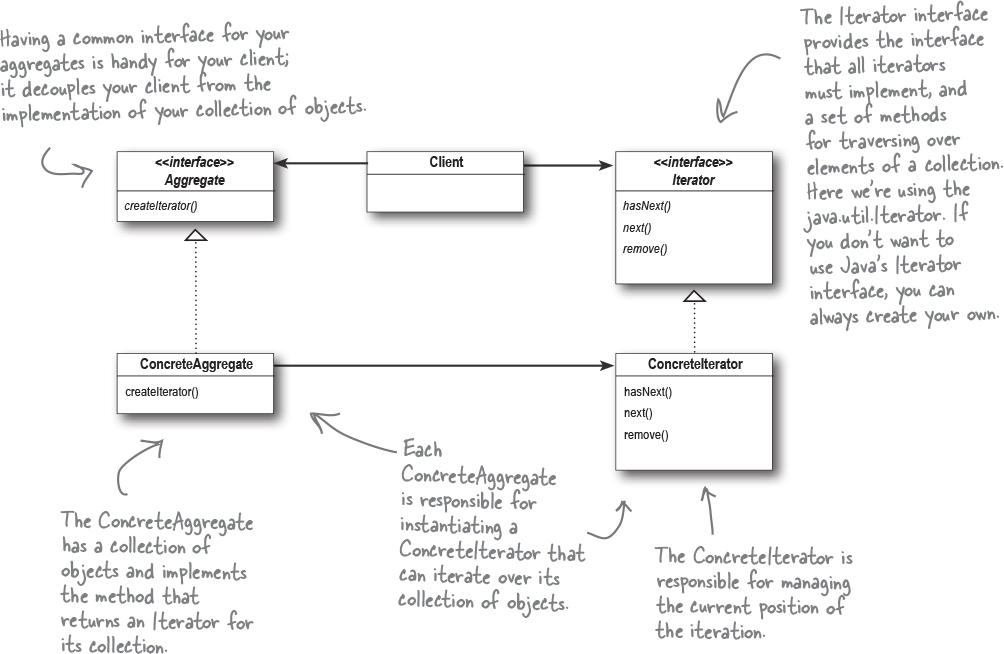 Having a common interface for your
aggregates is handy for your client;
it decouples your client from the
implementation of your collection of objects.
The Iterator interface
provides the interface
that all iterators
must implement, and
a set of methods
for traversing over
elements of a collection.
Here we're using the
java.util.Iterator. If
you don't want to
use Java's Iterator
interface, you can
always create your own.
<<interface>>
Aggregate
createIterator()
Client
<<interface>>
Iterator
hasNext()
next()
remove()
ConcreteAggregate
createIterator()
ConcreteIterator
hasNext()
next()
remove()
The ConcreteAggregate
has a collection of
objects and implements
the method that
returns an Iterator for
its collection.
Each
ConcreteAggregate
is responsible for
instantiating a
ConcreteIterator that
can iterate over its
collection of objects.
The ConcreteIterator is
responsible for managing
the current position of
the iteration.